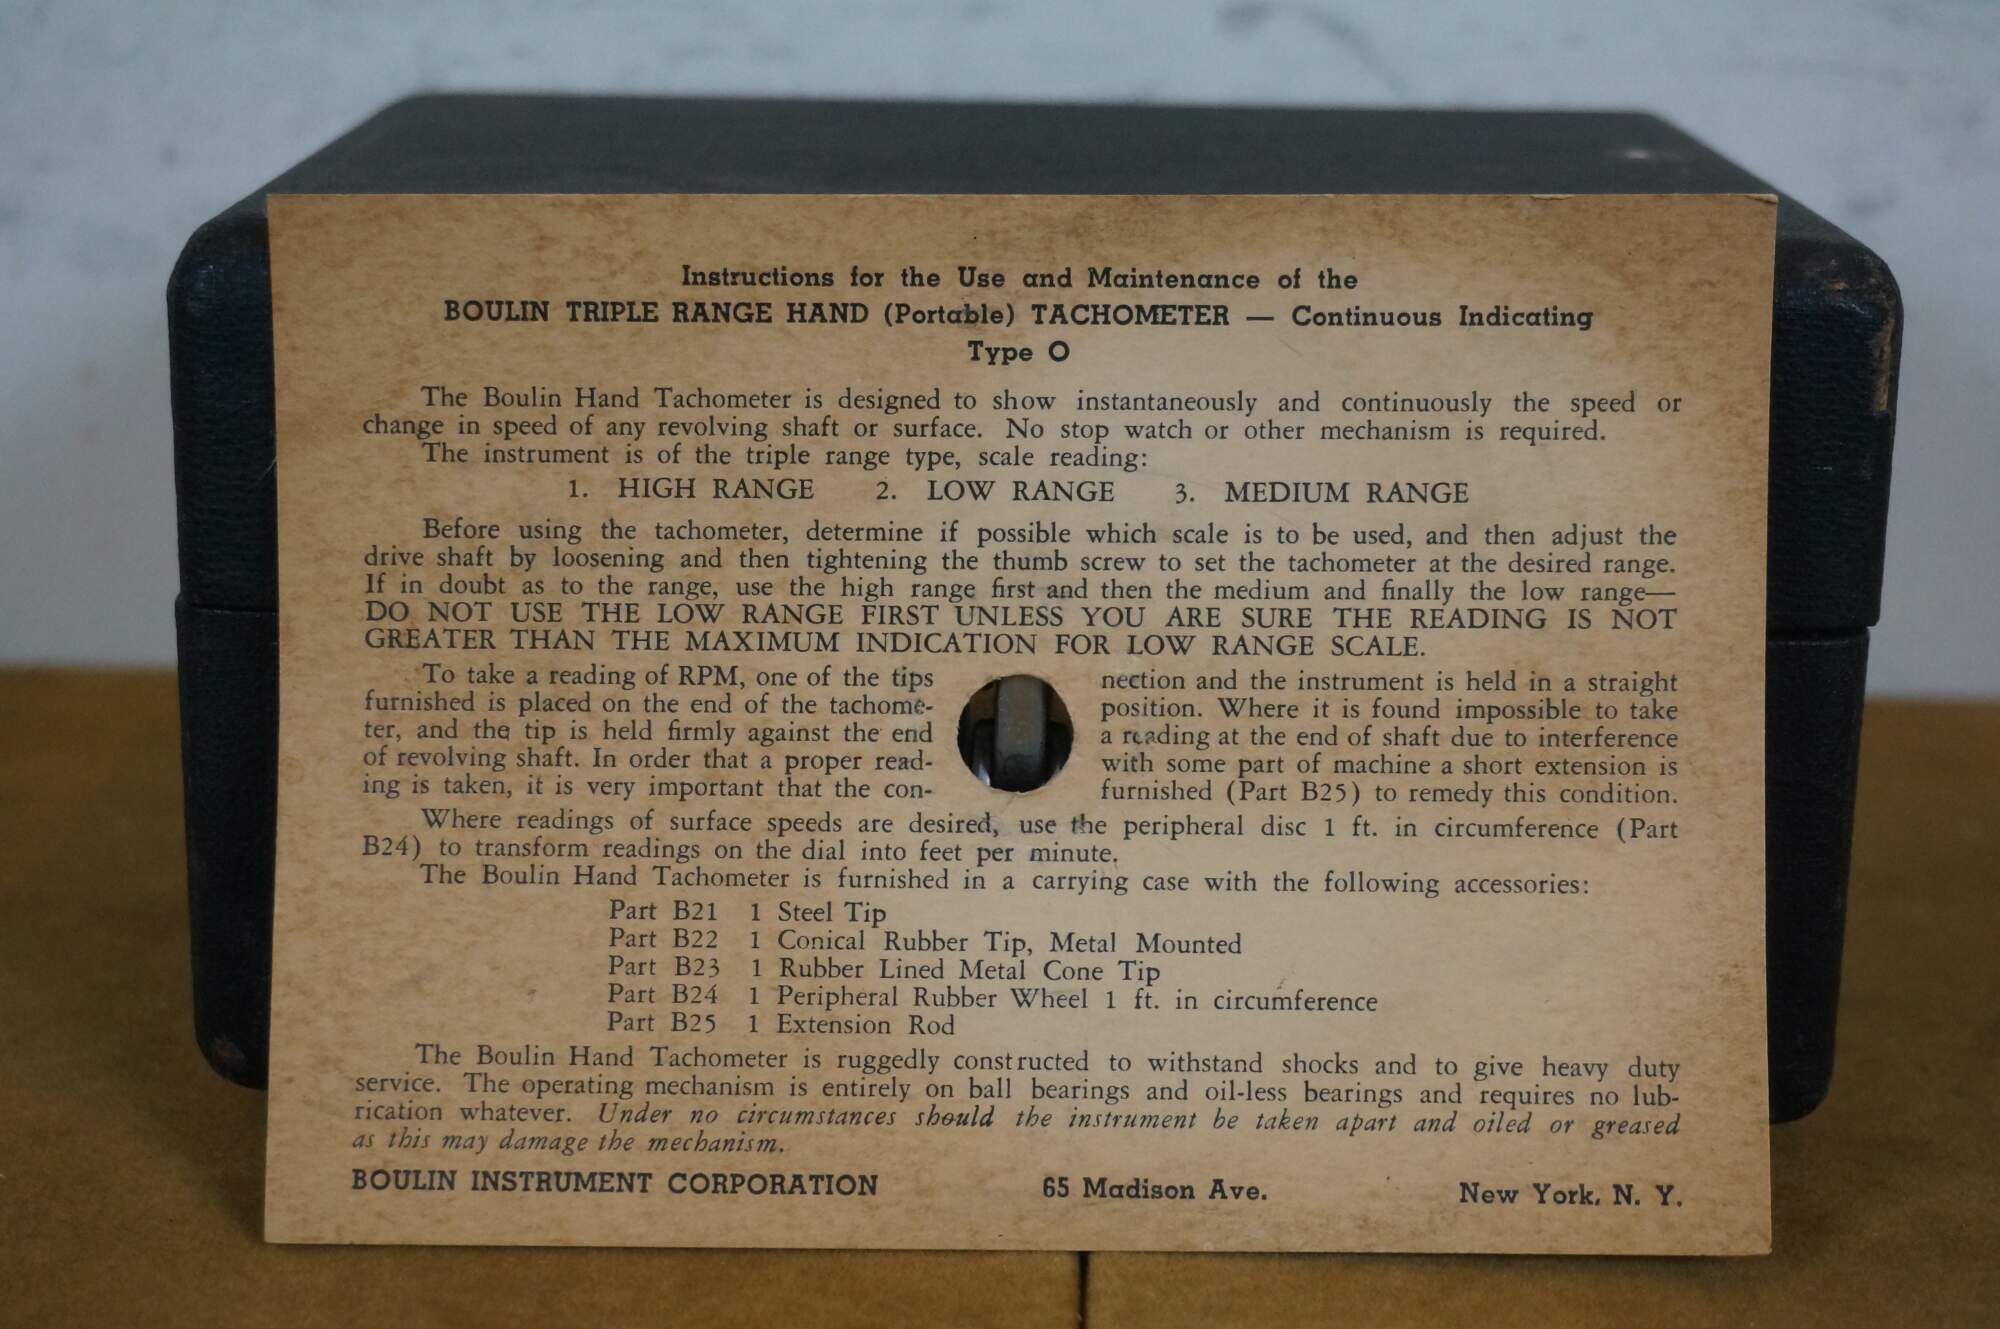 Instructions for the Use and Maintenance of the
BOULIN TRIPLE RANGE HAND (Portable) TACHOMETER — Continuous Indicating
Type O
The Boulin Hand Tachometer is designed to show instantaneously and continuously the speed or
change in speed of any revolving shaft or surface. No stop watch or other mechanism is required.
The instrument is of the triple range type, scale reading:
1. HIGH RANGE 2. LOW RANGE 3. MEDIUM RANGE
Before using the tachometer, determine if possible which scale is to be used, and then adjust the
drive shaft by loosening and then tightening the thumb screw to set the tachometer at the desired range.
If in doubt as to the range, use the high range first and then the medium and finally the low range—
DO NOT USE THE LOW RANGE FIRST UNLESS YOU ARE SURE THE READING IS NOT
GREATER THAN THE MAXIMUM INDICATION FOR LOW RANGE SCALE.
To take a reading of RPM, one of the tips
furnished is placed on the end of the tachome-
ter, and the tip is held firmly against the end
of revolving shaft. In order that a proper read-
ing is taken, it is very important that the con-
nection and the instrument is held in a straight
position. Where it is found impossible to take
a reading at the end of shaft due to interference
with some part of machine a short extension is
furnished (Part B25) to remedy this condition.
Where readings of surface speeds are desired, use the peripheral disc 1 ft. in circumference (Part
B24) to transform readings on the dial into feet per minute.
The Boulin Hand Tachometer is furnished in a carrying case with the following accessories:
Part B21 1 Steel Tip
Part B22 1 Conical Rubber Tip, Metal Mounted
Part B23 1 Rubber Lined Metal Cone Tip
Part B24 1 Peripheral Rubber Wheel 1 ft. in circumference
Part B25 1 Extension Rod
The Boulin Hand Tachometer is ruggedly constructed to withstand shocks and to give heavy duty
service. The operating mechanism is entirely on ball bearings and oil-less bearings and requires no lub-
rication whatever. Under no circumstances should the instrument be taken apart and oiled or greased
as this may damage the mechanism.
BOULIN INSTRUMENT CORPORATION 65 Madison Ave. New York, N. Y.